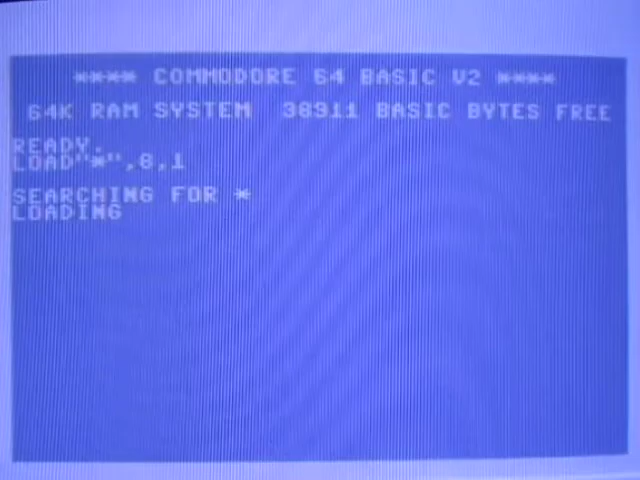 **** COMMODORE 64 BASIC V2 ****
64K RAM SYSTEM 38911 BASIC BYTES FREE
READY.
LOAD"*",8,1
SEARCHING FOR *
LOADING